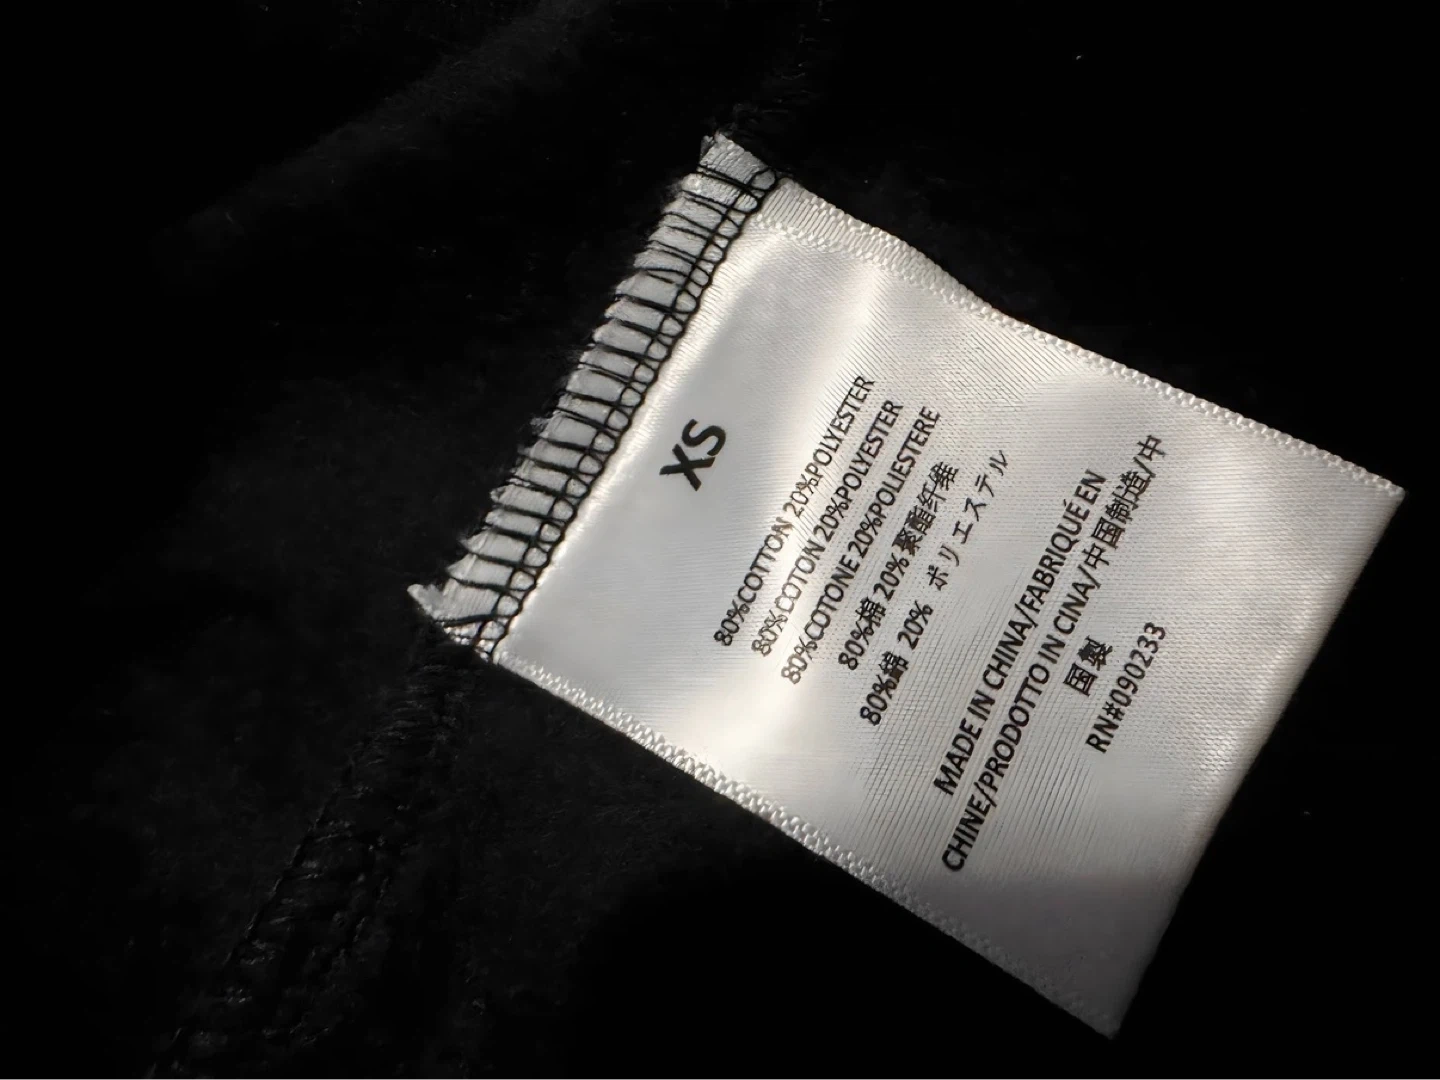 XS
80%COTTON 20%POLYESTER
80%COTON 20%POLYESTER
80%COTONE 20%POLIESTERE
80%棉 20%聚酯纤维
80%綿 20% ポリエステル
MADE IN CHINA/FABRIQUÉ EN
CHINE/PRODOTTO IN CINA/中国制造/中
国製
RN#090233